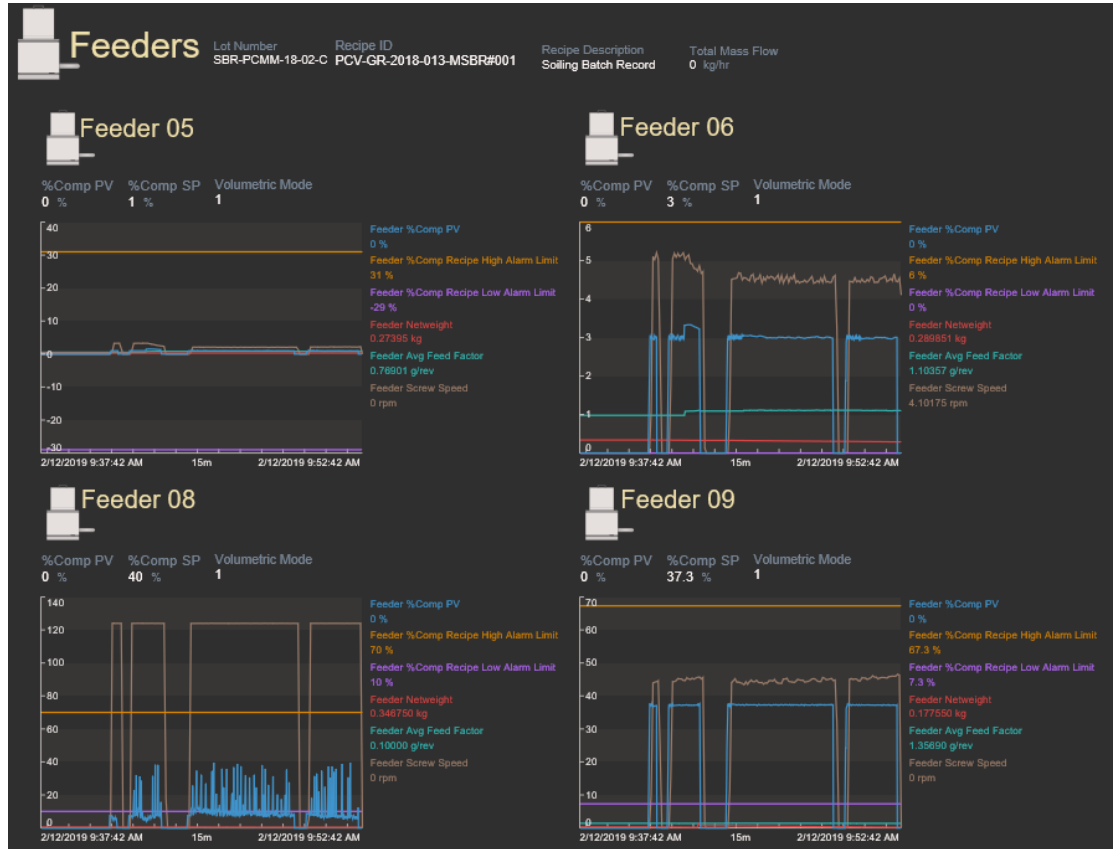 Feeders
Lot Number
SBR-PCMM-18-02-C
Recipe ID
PCV-GR-2018-013-MSBR#001
Recipe Description
Soiling Batch Record
Total Mass Flow
0 kg/hr
Feeder 05
%Comp PV %Comp SP Volumetric Mode
0 % 1 % 1
40
30
20
10
0
-10
-20
-30
2/12/2019 9:37:42 AM 15m 2/12/2019 9:52:42 AM
Feeder %Comp PV
0 %
Feeder %Comp Recipe High Alarm Limit
31 %
Feeder %Comp Recipe Low Alarm Limit
-29 %
Feeder Netweight
0.27395 kg
Feeder Avg Feed Factor
0.76901 g/rev
Feeder Screw Speed
0 rpm
Feeder 06
%Comp PV %Comp SP Volumetric Mode
0 % 3 % 1
6
5
4
3
2
1
0
2/12/2019 9:37:42 AM 15m 2/12/2019 9:52:42 AM
Feeder %Comp PV
0 %
Feeder %Comp Recipe High Alarm Limit
6 %
Feeder %Comp Recipe Low Alarm Limit
0 %
Feeder Netweight
0.289851 kg
Feeder Avg Feed Factor
1.10357 g/rev
Feeder Screw Speed
4.10175 rpm
Feeder 08
%Comp PV %Comp SP Volumetric Mode
0 % 40 % 1
140
120
100
80
60
40
20
0
2/12/2019 9:37:42 AM 15m 2/12/2019 9:52:42 AM
Feeder %Comp PV
0 %
Feeder %Comp Recipe High Alarm Limit
70 %
Feeder %Comp Recipe Low Alarm Limit
10 %
Feeder Netweight
0.346750 kg
Feeder Avg Feed Factor
0.10000 g/rev
Feeder Screw Speed
0 rpm
Feeder 09
%Comp PV %Comp SP Volumetric Mode
0 % 37.3 % 1
70
60
50
40
30
20
10
0
2/12/2019 9:37:42 AM 15m 2/12/2019 9:52:42 AM
Feeder %Comp PV
0 %
Feeder %Comp Recipe High Alarm Limit
67.3 %
Feeder %Comp Recipe Low Alarm Limit
7.3 %
Feeder Netweight
0.177550 kg
Feeder Avg Feed Factor
1.35690 g/rev
Feeder Screw Speed
0 rpm